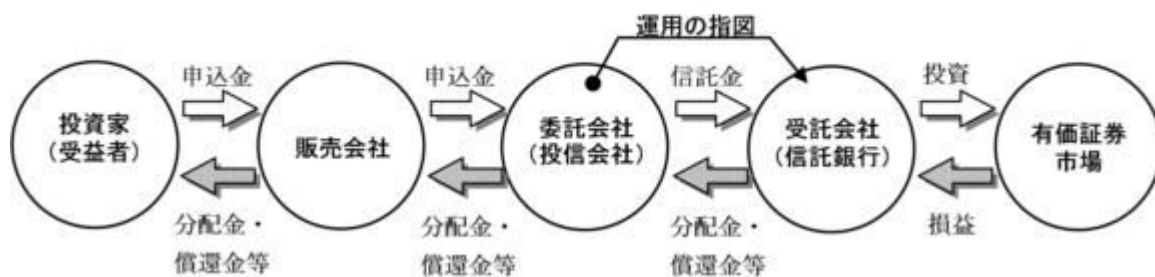 運用の指図
申込金
申込金
信託金
投資
投資家
(受益者)
販売会社
委託会社
(投信会社)
受託会社
(信託銀行)
有価証券
市場
分配金・
償還金等
分配金・
償還金等
分配金・
償還金等
損益